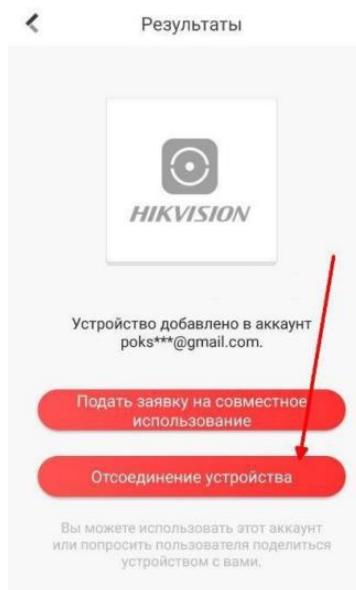 Результаты
HIKVISION
Устройство добавлено в аккаунт
poks***@gmail.com.
Подать заявку на совместное
использование
Отсоединение устройства
Вы можете использовать этот аккаунт
или попросить пользователя поделиться
устройством с вами.